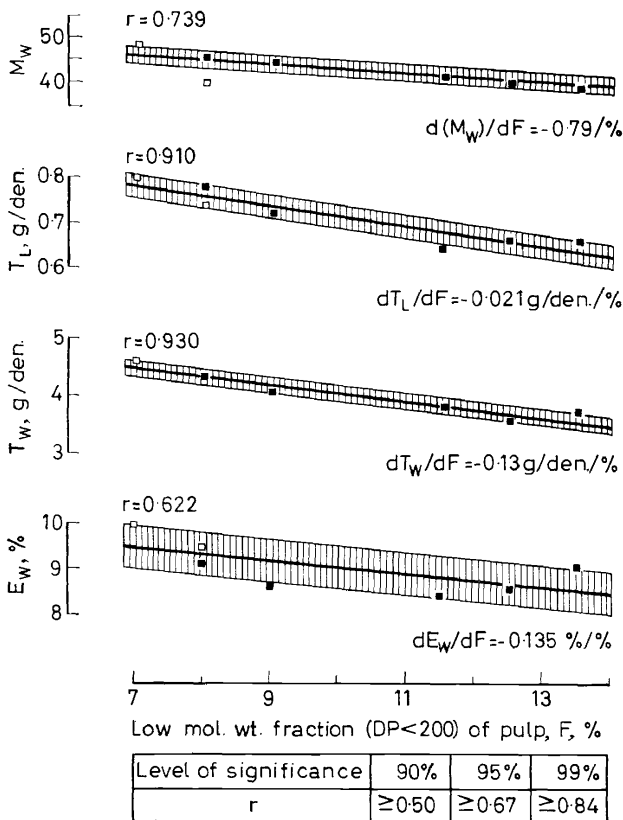 r=0·739
50
40
M_W
d(M_W)/dF=-0·79/%
r=0·910
0·8
0·7
0·6
T_L, g/den.
dT_L/dF=-0·021g/den./%
r=0·930
5
4
3
T_W, g/den.
dT_W/dF=-0·13g/den./%
r=0·622
10
9
8
E_W, %
dE_W/dF=-0·135 %/%
7 9 11 13
Low mol. wt. fraction (DP<200) of pulp, F, %
Level of significance 90% 95% 99%
r ≥0·50 ≥0·67 ≥0·84